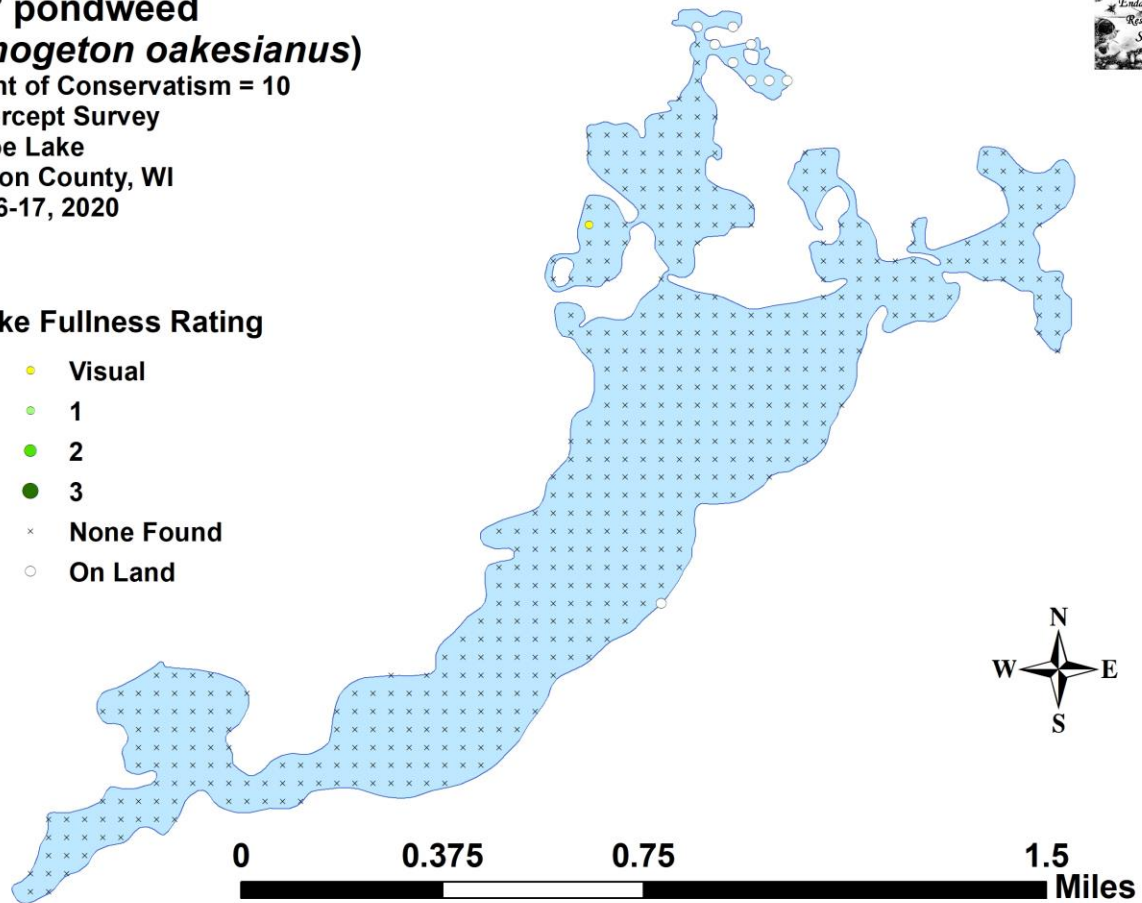 pondweed
nogeton oakesianus)
nt of Conservatism = 10
ercept Survey
e Lake
on County, WI
6-17, 2020
ke Fullness Rating
Visual
1
2
3
None Found
On Land
N
W E
S
0 0.375 0.75 1.5
Miles